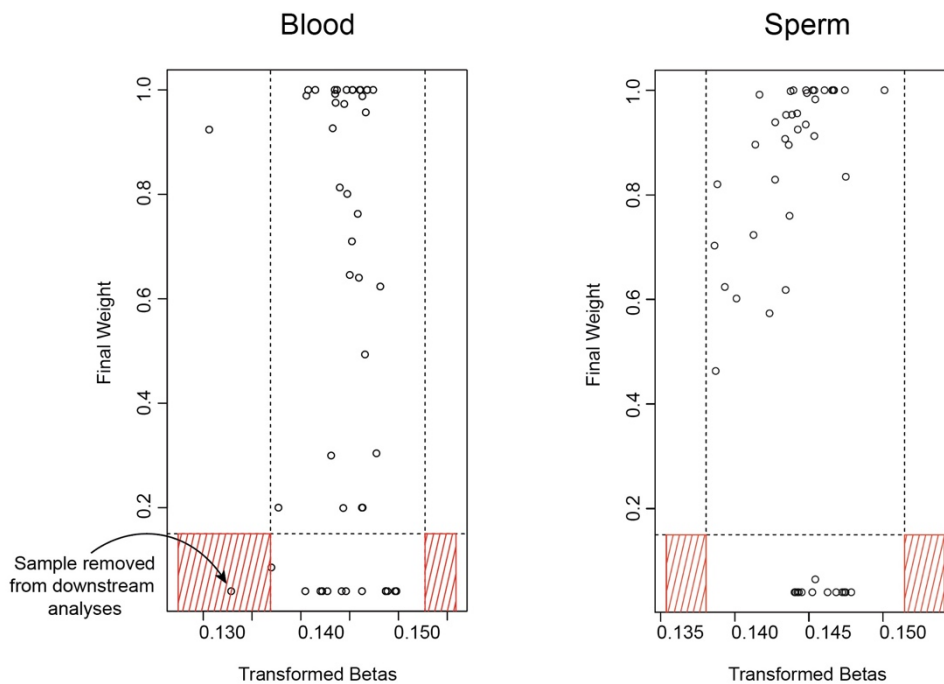 Blood
Sperm
Final Weight
1.0
0.8
0.6
0.4
0.2
Sample removed
from downstream
analyses
0.130
0.140
0.150
Transformed Betas
Final Weight
1.0
0.8
0.6
0.4
0.2
0.135
0.140
0.145
0.150
Transformed Betas